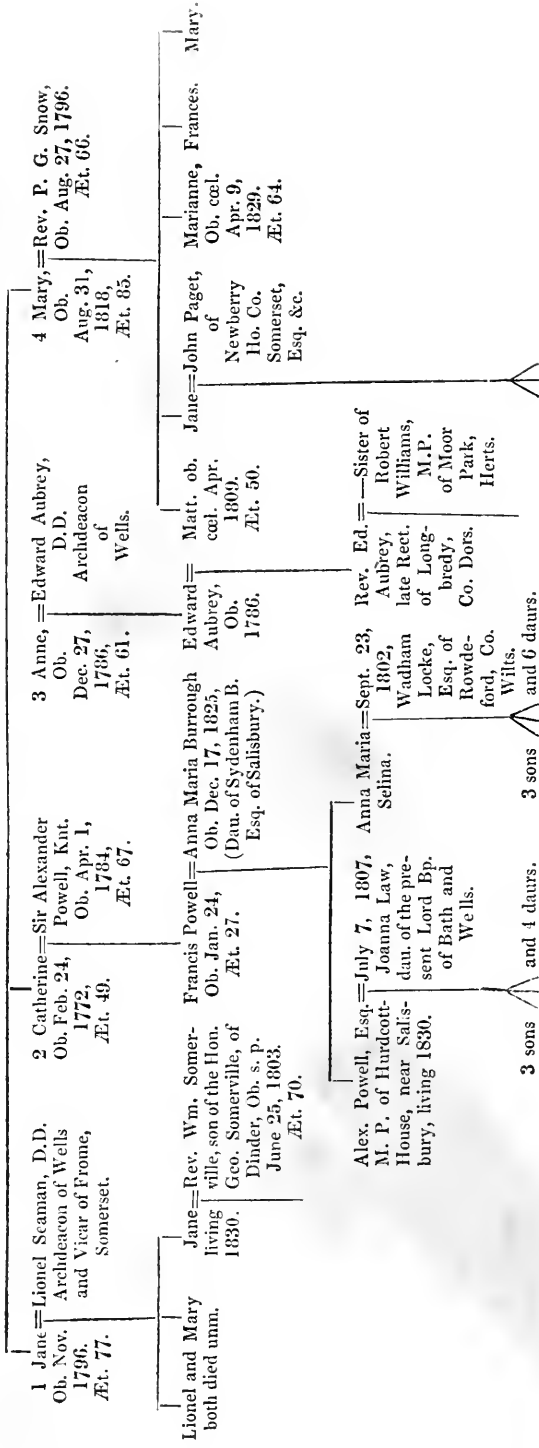 1 Jane=Lionel Seaman, D.D.
Ob. Nov. Archdeacon of Wells
1796. and Vicar of Frome,
Æt. 77. Somerset.
2 Catherine=Sir Alexander
Ob. Feb. 24, Powell, Knt.
1772, Ob. Apr. 1,
Æt. 49. 1784,
Æt. 67.
3 Anne,=Edward Aubrey,
Ob. D.D.
Dec. 27, Archdeacon
1786, of
Æt. 61. Wells.
4 Mary,=Rev. P. G. Snow,
Ob. Ob. Aug. 27, 1796.
Aug. 31, Æt. 66.
1818,
Æt. 85.
Lionel and Mary
both died unm.
Jane=Rev. Wm. Somer-
living ville, son of the Hon.
1830. Geo. Somerville, of
Dinder, Ob. s. p.
June 25, 1803.
Æt. 70.
Francis Powell=Anna Maria Burrough
Ob. Jan. 24, Ob. Dec. 17, 1825,
Æt. 27. (Dau. of Sydenham B.
Esq. of Salisbury.)
Edward=
Aubrey,
Ob.
1786.
Matt. ob.
cœl. Apr.
1809.
Æt. 50.
Jane=John Paget,
of
Newberry
Ho. Co.
Somerset,
Esq. &c.
Marianne,
Ob. cœl.
Apr. 9,
1829.
Æt. 64.
Frances.
Mary.
Alex. Powell, Esq.=July 7, 1807,
M. P. of Hurdcott- Joanna Law,
House, near Salis- dau. of the pre-
bury, living 1830. sent Lord Bp.
of Bath and
Wells.
Anna Maria=Sept. 23,
Selina. 1802,
Wadham
Locke,
Esq. of
Rowde-
ford, Co.
Wilts.
Rev. Ed.=—Sister of
Aubrey, Robert
late Rect. Williams,
of Long- M.P.
bredy, of Moor
Co. Dors. Park,
Herts.
3 sons and 4 daurs.
3 sons and 6 daurs.